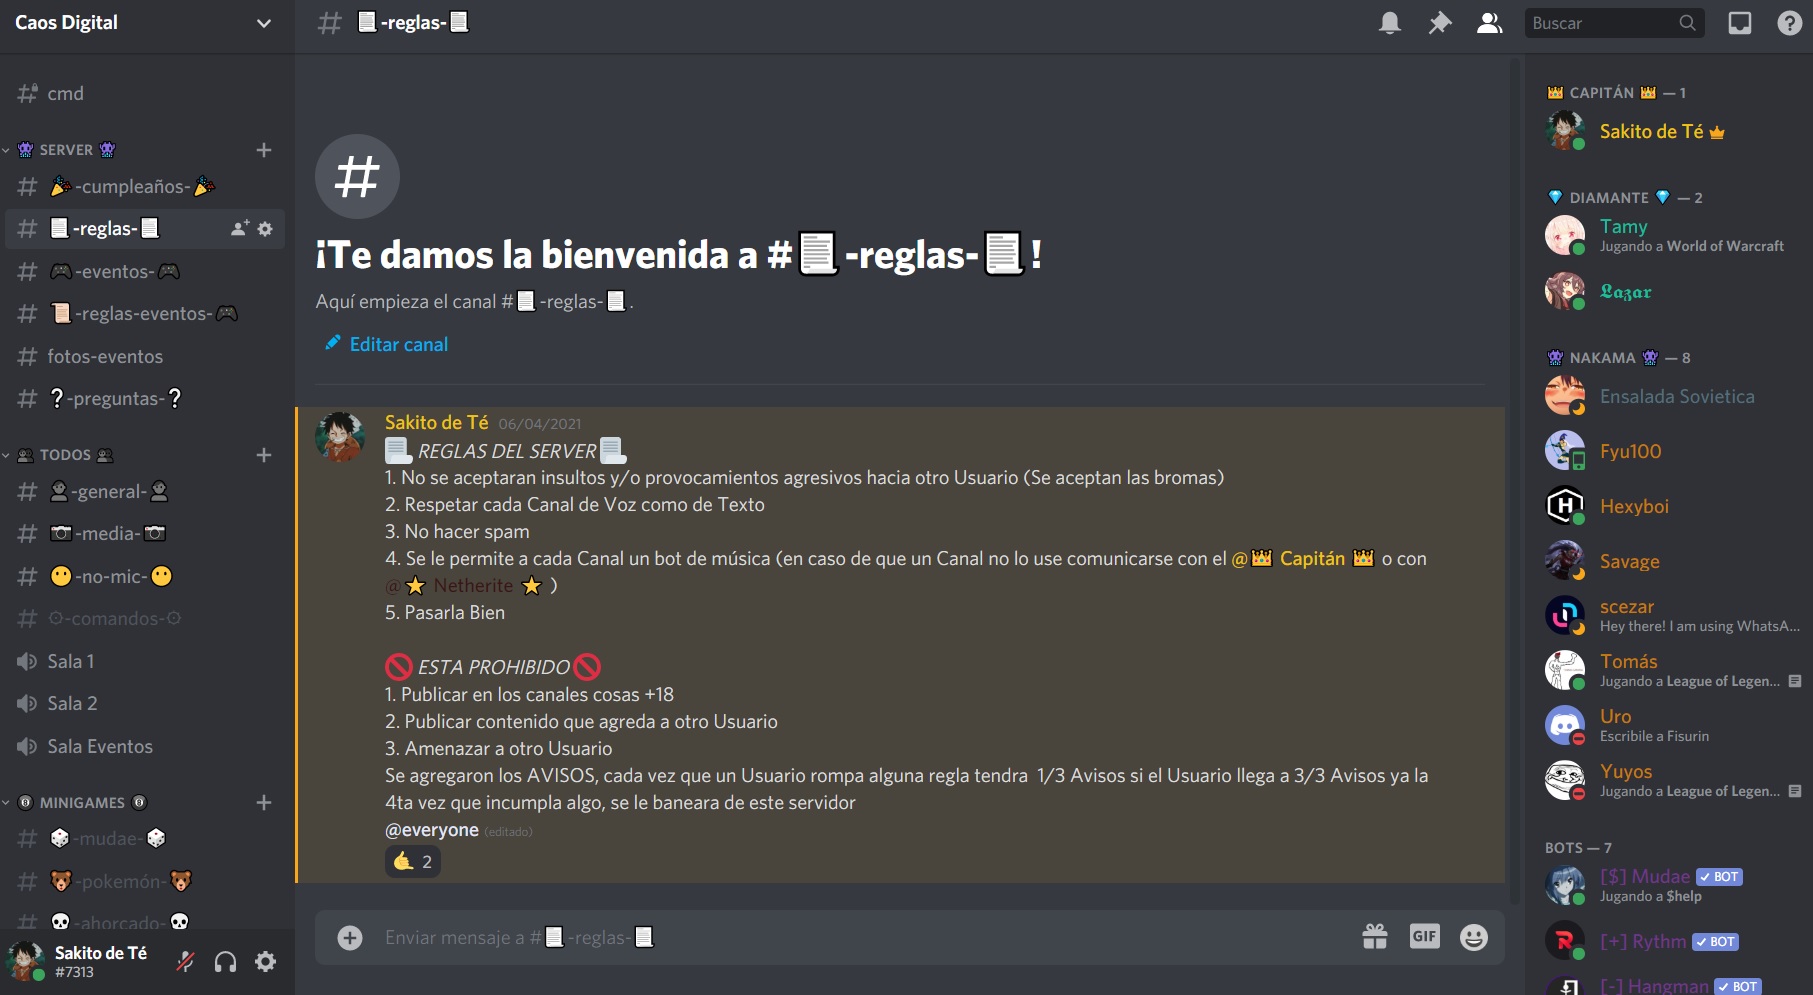 Caos Digital
cmd
SERVER
-cumpleaños-
-reglas-
-eventos-
-reglas-eventos-
fotos-eventos
-preguntas-
TODOS
-general-
-media-
-no-mic-
-comandos-
Sala 1
Sala 2
Sala Eventos
MINIGAMES
-mudae-
-pokemón-
-ahorcado-
Sakito de Té
#7313
# -reglas-
Buscar
¡Te damos la bienvenida a # -reglas- !
Aquí empieza el canal # -reglas- .
Editar canal
Sakito de Té 06/04/2021
REGLAS DEL SERVER
1. No se aceptaran insultos y/o provocamientos agresivos hacia otro Usuario (Se aceptan las bromas)
2. Respetar cada Canal de Voz como de Texto
3. No hacer spam
4. Se le permite a cada Canal un bot de música (en caso de que un Canal no lo use comunicarse con el @👑 Capitán 👑 o con
@⭐ Netherite ⭐ )
5. Pasarla Bien
🚫 ESTA PROHIBIDO 🚫
1. Publicar en los canales cosas +18
2. Publicar contenido que agreda a otro Usuario
3. Amenazar a otro Usuario
Se agregaron los AVISOS, cada vez que un Usuario rompa alguna regla tendra  1/3 Avisos si el Usuario llega a 3/3 Avisos ya la
4ta vez que incumpla algo, se le baneara de este servidor
@everyone (editado)
2
Enviar mensaje a # -reglas-
GIF
CAPITÁN — 1
Sakito de Té
DIAMANTE — 2
Tamy
Jugando a World of Warcraft
𝕷𝖆𝖟𝖆𝖗
NAKAMA — 8
Ensalada Sovietica
Fyu100
Hexyboi
Savage
scezar
Hey there! I am using WhatsA...
Tomás
Jugando a League of Legen...
Uro
Escribile a Fisurin
Yuyos
Jugando a League of Legen...
BOTS — 7
[$] Mudae BOT
Jugando a $help
[+] Rythm BOT
[-] Hangman BOT